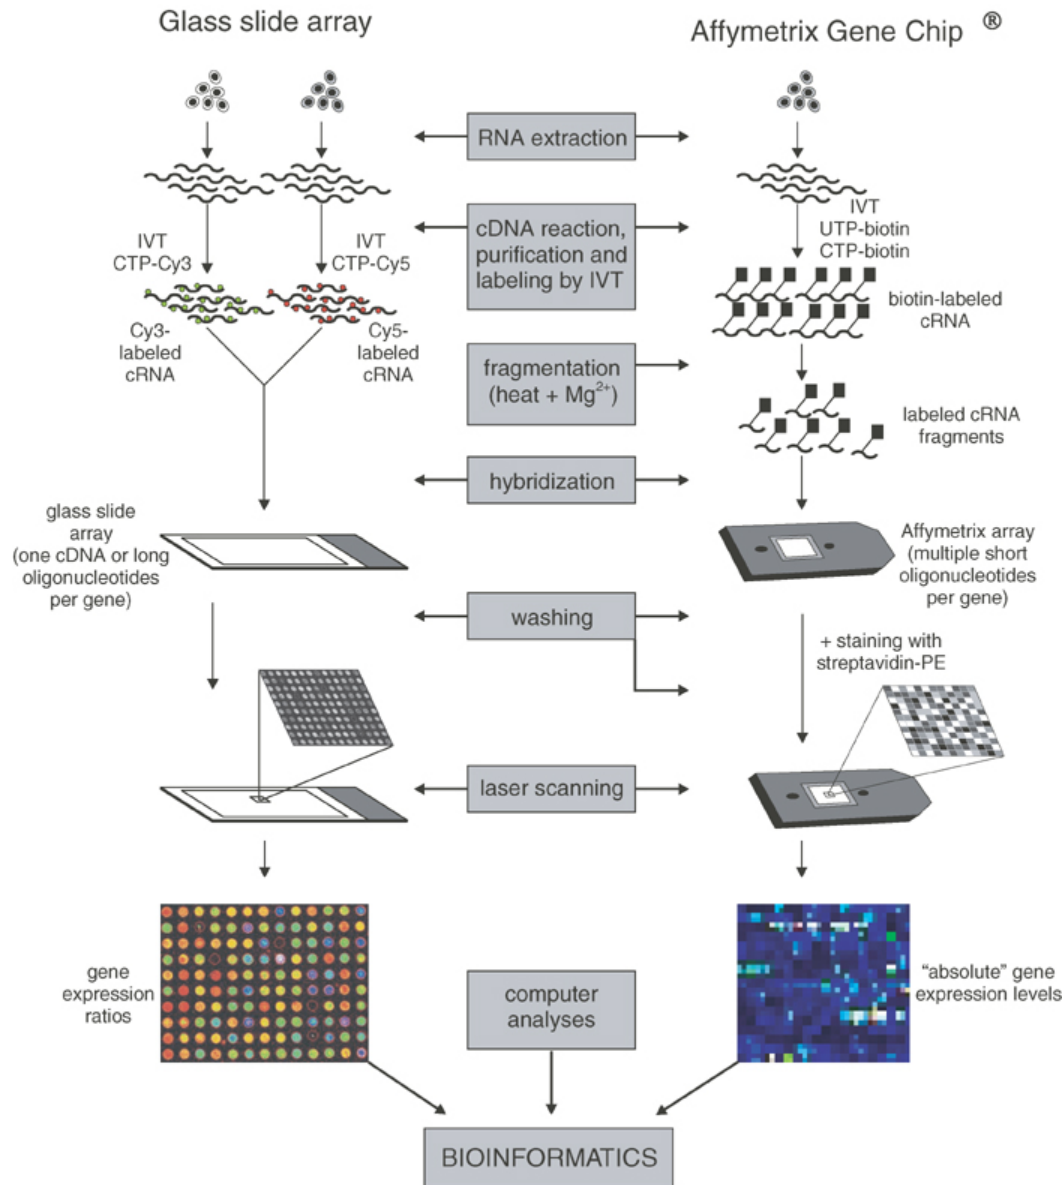 Glass slide array
Affymetrix Gene Chip ®
RNA extraction
IVT
CTP-Cy3
IVT
CTP-Cy5
cDNA reaction,
purification and
labeling by IVT
IVT
UTP-biotin
CTP-biotin
Cy3-
labeled
cRNA
Cy5-
labeled
cRNA
biotin-labeled
cRNA
fragmentation
(heat + Mg²⁺)
labeled cRNA
fragments
hybridization
glass slide
array
(one cDNA or long
oligonucleotides
per gene)
Affymetrix array
(multiple short
oligonucleotides
per gene)
washing
+ staining with
streptavidin-PE
laser scanning
gene
expression
ratios
computer
analyses
“absolute” gene
expression levels
BIOINFORMATICS